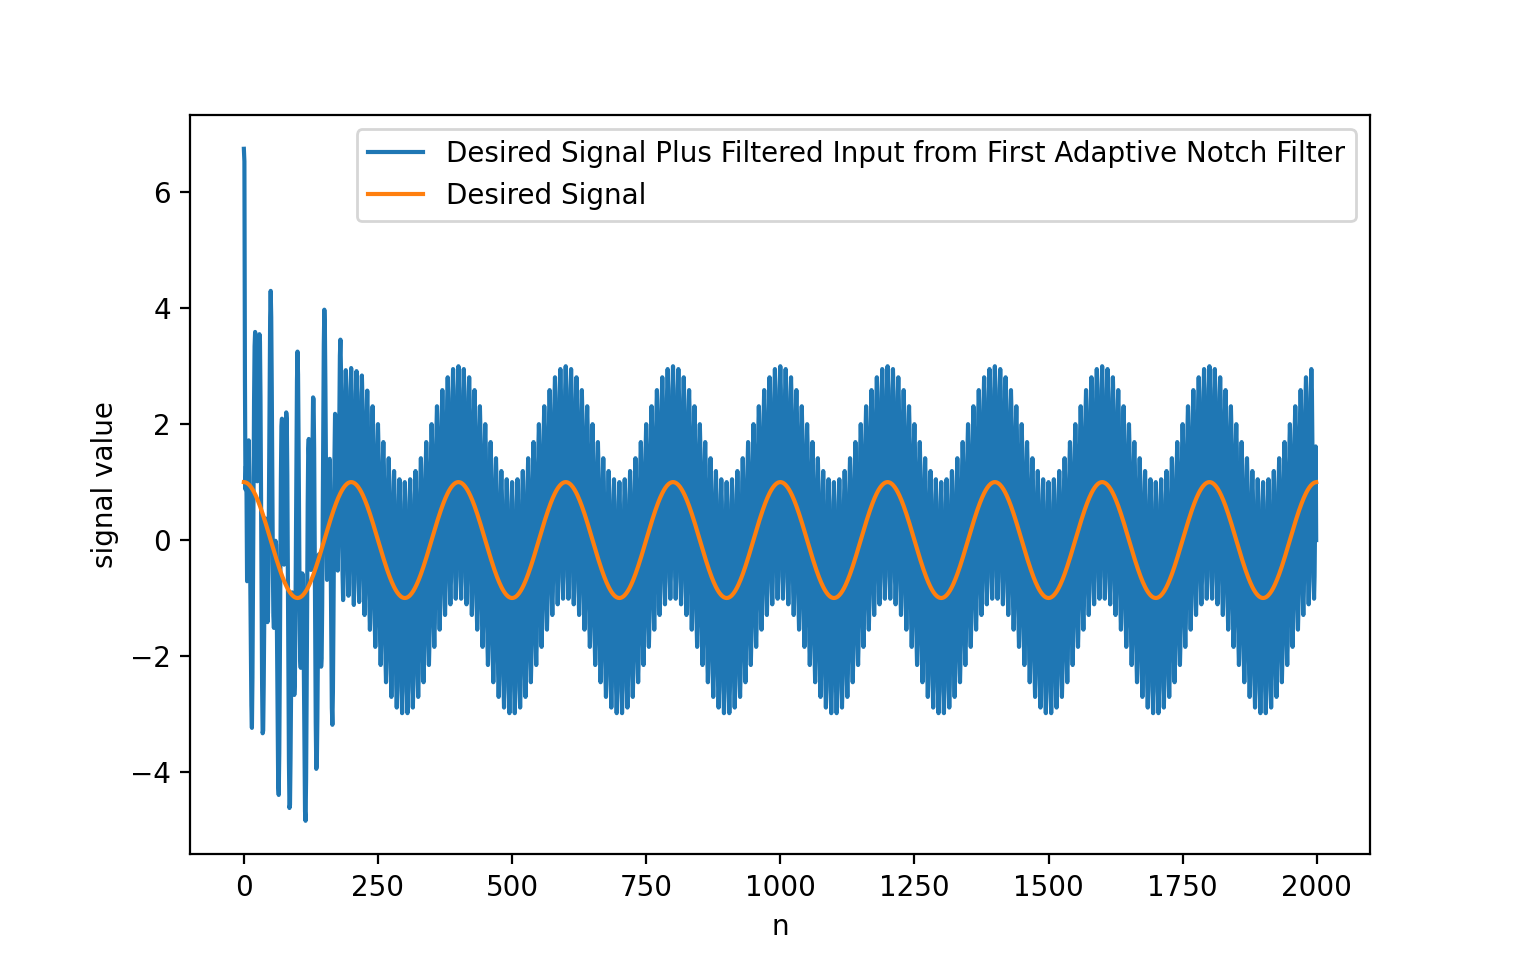 Desired Signal Plus Filtered Input from First Adaptive Notch Filter
Desired Signal
6
4
2
0
−2
−4
signal value
0 250 500 750 1000 1250 1500 1750 2000
n